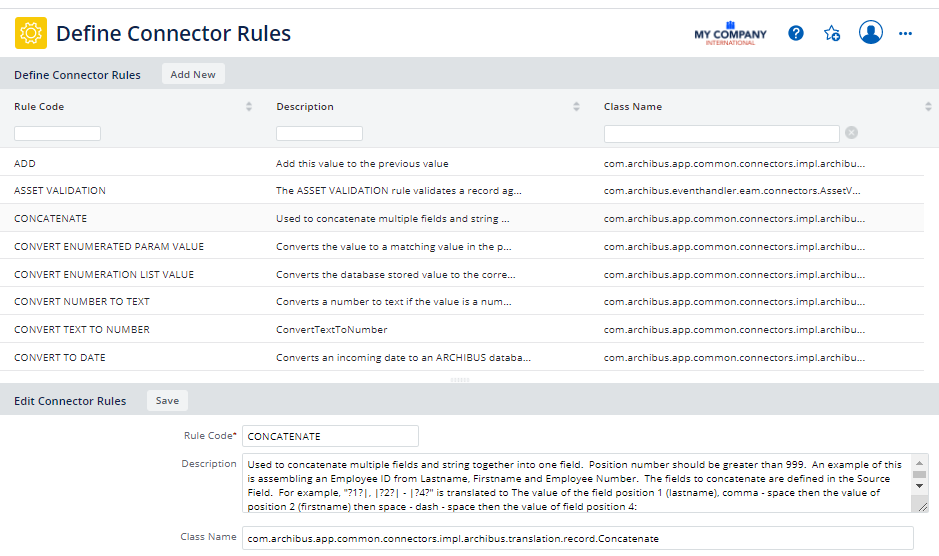 Define Connector Rules
MY COMPANY
INTERNATIONAL
?
Define Connector Rules Add New
Rule Code Description Class Name
ADD Add this value to the previous value com.archibus.app.common.connectors.impl.archibu...
ASSET VALIDATION The ASSET VALIDATION rule validates a record ag... com.archibus.eventhandler.eam.connectors.AssetV...
CONCATENATE Used to concatenate multiple fields and string ... com.archibus.app.common.connectors.impl.archibu...
CONVERT ENUMERATED PARAM VALUE Converts the value to a matching value in the p... com.archibus.app.common.connectors.impl.archibu...
CONVERT ENUMERATION LIST VALUE Converts the database stored value to the corre... com.archibus.app.common.connectors.impl.archibu...
CONVERT NUMBER TO TEXT Converts a number to text if the value is a num... com.archibus.app.common.connectors.impl.archibu...
CONVERT TEXT TO NUMBER ConvertTextToNumber com.archibus.app.common.connectors.impl.archibu...
CONVERT TO DATE Converts an incoming date to an ARCHIBUS databa... com.archibus.app.common.connectors.impl.archibu...
Edit Connector Rules Save
Rule Code* CONCATENATE
Description Used to concatenate multiple fields and string together into one field. Position number should be greater than 999. An example of this
is assembling an Employee ID from Lastname, Firstname and Employee Number. The fields to concatenate are defined in the Source
Field. For example, "?1?|, |?2?| - |?4?" is translated to The value of the field position 1 (lastname), comma - space then the value of
position 2 (firstname) then space - dash - space then the value of field position 4:
Class Name com.archibus.app.common.connectors.impl.archibus.translation.record.Concatenate